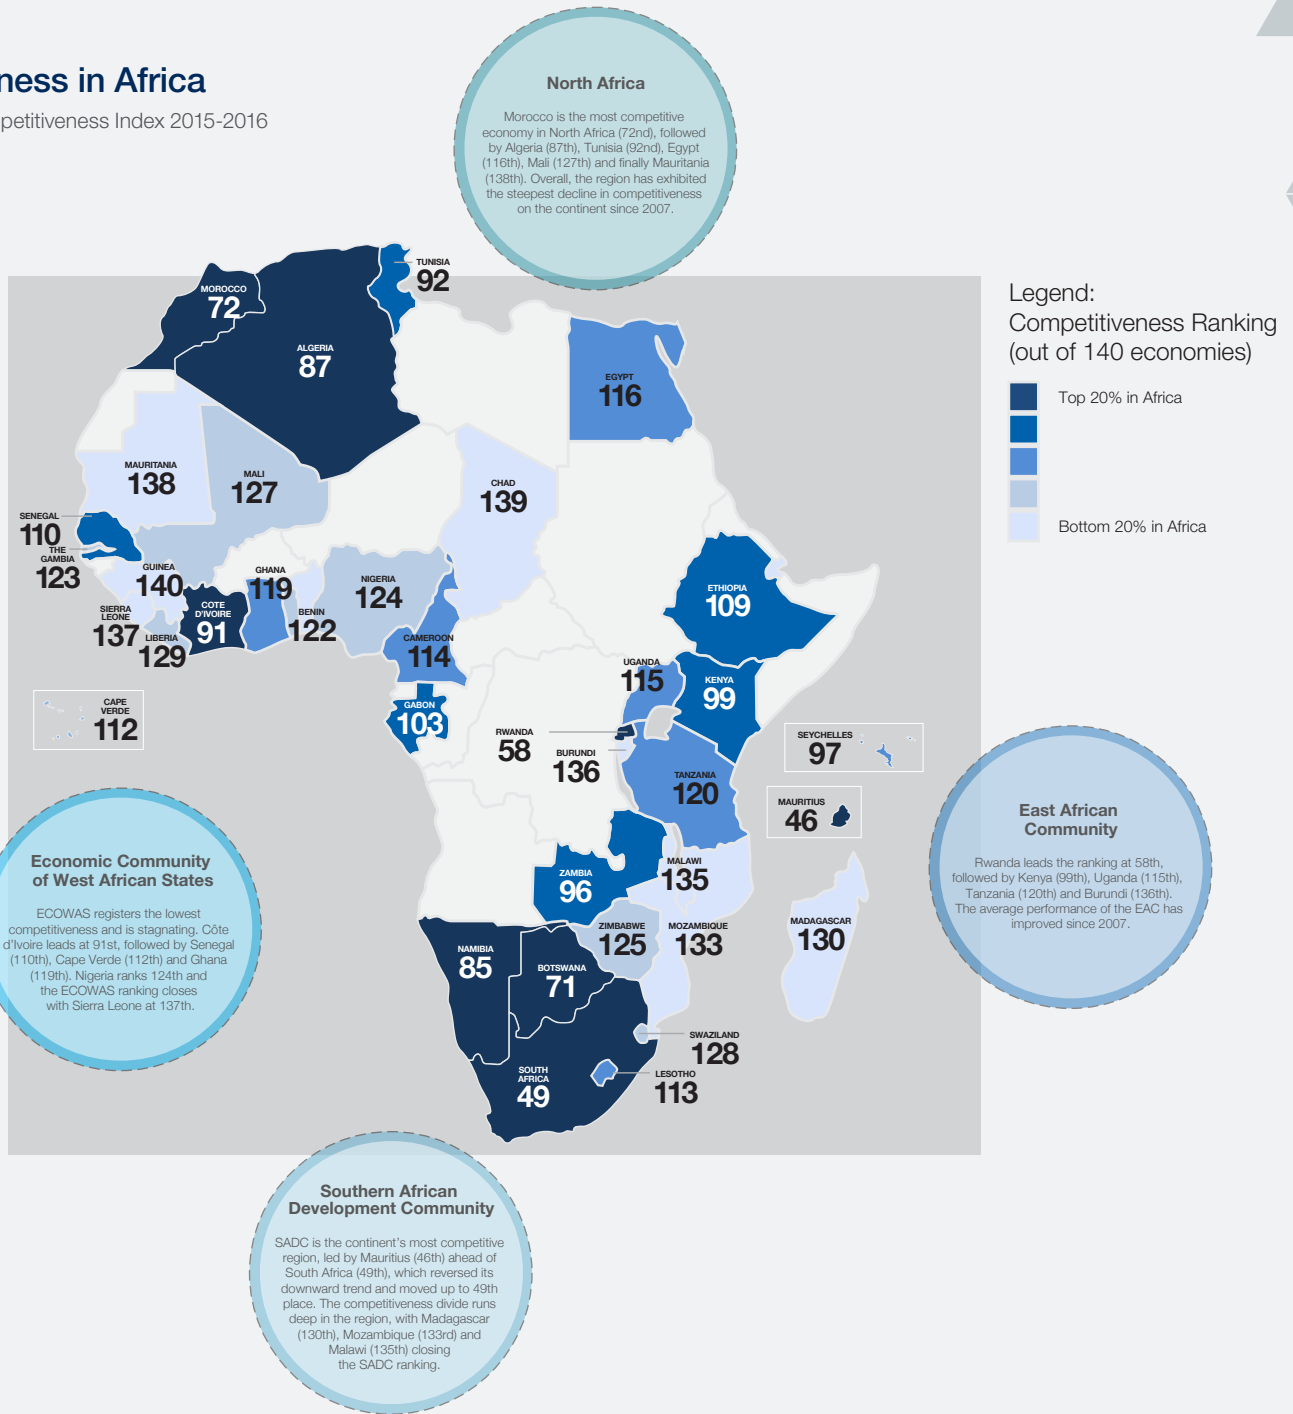 ness in Africa
petitiveness Index 2015-2016
North Africa
Morocco is the most competitive
economy in North Africa (72nd), followed
by Algeria (87th), Tunisia (92nd), Egypt
(116th), Mali (127th) and finally Mauritania
(138th). Overall, the region has exhibited
the steepest decline in competitiveness
on the continent since 2007.
Legend:
Competitiveness Ranking
(out of 140 economies)
Top 20% in Africa
Bottom 20% in Africa
TUNISIA
92
MOROCCO
72
ALGERIA
87
EGYPT
116
MAURITANIA
138
MALI
127
CHAD
139
SENEGAL
110
THE
GAMBIA
123
GUINEA
140
GHANA
119
NIGERIA
124
ETHIOPIA
109
SIERRA
LEONE
137
COTE
D'IVOIRE
91
BENIN
122
LIBERIA
129
CAMEROON
114
UGANDA
115
KENYA
99
CAPE
VERDE
112
GABON
103
RWANDA
58
BURUNDI
136
SEYCHELLES
97
TANZANIA
120
MAURITIUS
46
ZAMBIA
96
MALAWI
135
MADAGASCAR
130
ZIMBABWE
125
MOZAMBIQUE
133
NAMIBIA
85
BOTSWANA
71
SWAZILAND
128
SOUTH
AFRICA
49
LESOTHO
113
East African
Community
Rwanda leads the ranking at 58th,
followed by Kenya (99th), Uganda (115th),
Tanzania (120th) and Burundi (136th).
The average performance of the EAC has
improved since 2007.
Economic Community
of West African States
ECOWAS registers the lowest
competitiveness and is stagnating. Côte
d'Ivoire leads at 91st, followed by Senegal
(110th), Cape Verde (112th) and Ghana
(119th). Nigeria ranks 124th and
the ECOWAS ranking closes
with Sierra Leone at 137th.
Southern African
Development Community
SADC is the continent's most competitive
region, led by Mauritius (46th) ahead of
South Africa (49th), which reversed its
downward trend and moved up to 49th
place. The competitiveness divide runs
deep in the region, with Madagascar
(130th), Mozambique (133rd) and
Malawi (135th) closing
the SADC ranking.